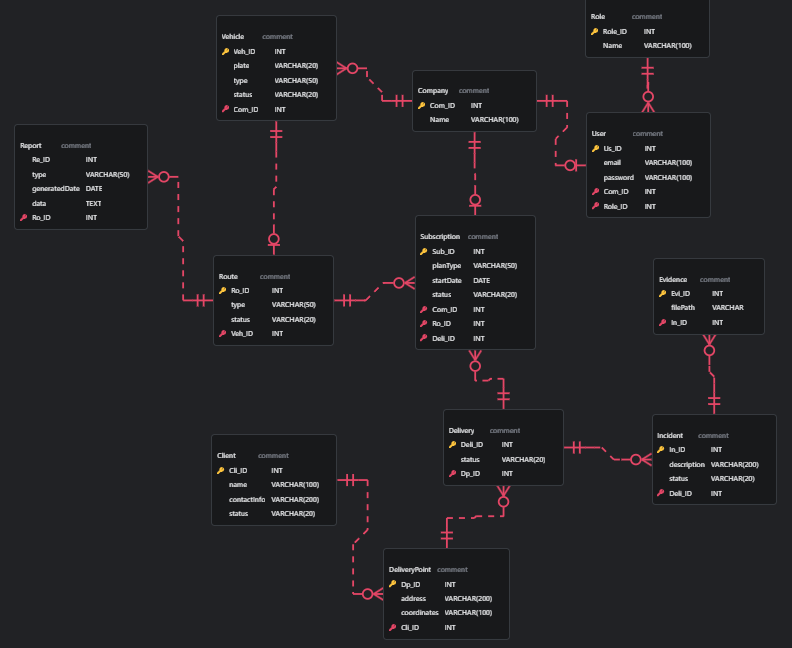 Role comment
Role_ID INT
Name VARCHAR(100)
Vehicle comment
Veh_ID INT
plate VARCHAR(20)
type VARCHAR(50)
status VARCHAR(20)
Com_ID INT
Company comment
Com_ID INT
Name VARCHAR(100)
User comment
Us_ID INT
email VARCHAR(100)
password VARCHAR(100)
Com_ID INT
Role_ID INT
Report comment
Re_ID INT
type VARCHAR(50)
generatedDate DATE
data TEXT
Ro_ID INT
Subscription comment
Sub_ID INT
planType VARCHAR(50)
startDate DATE
status VARCHAR(20)
Com_ID INT
Ro_ID INT
Deli_ID INT
Route comment
Ro_ID INT
type VARCHAR(50)
status VARCHAR(20)
Veh_ID INT
Evidence comment
Evi_ID INT
filePath VARCHAR
In_ID INT
Delivery comment
Deli_ID INT
status VARCHAR(20)
Dp_ID INT
Incident comment
In_ID INT
description VARCHAR(200)
status VARCHAR(20)
Deli_ID INT
Client comment
Cli_ID INT
name VARCHAR(100)
contactInfo VARCHAR(200)
status VARCHAR(20)
DeliveryPoint comment
Dp_ID INT
address VARCHAR(200)
coordinates VARCHAR(100)
Cli_ID INT